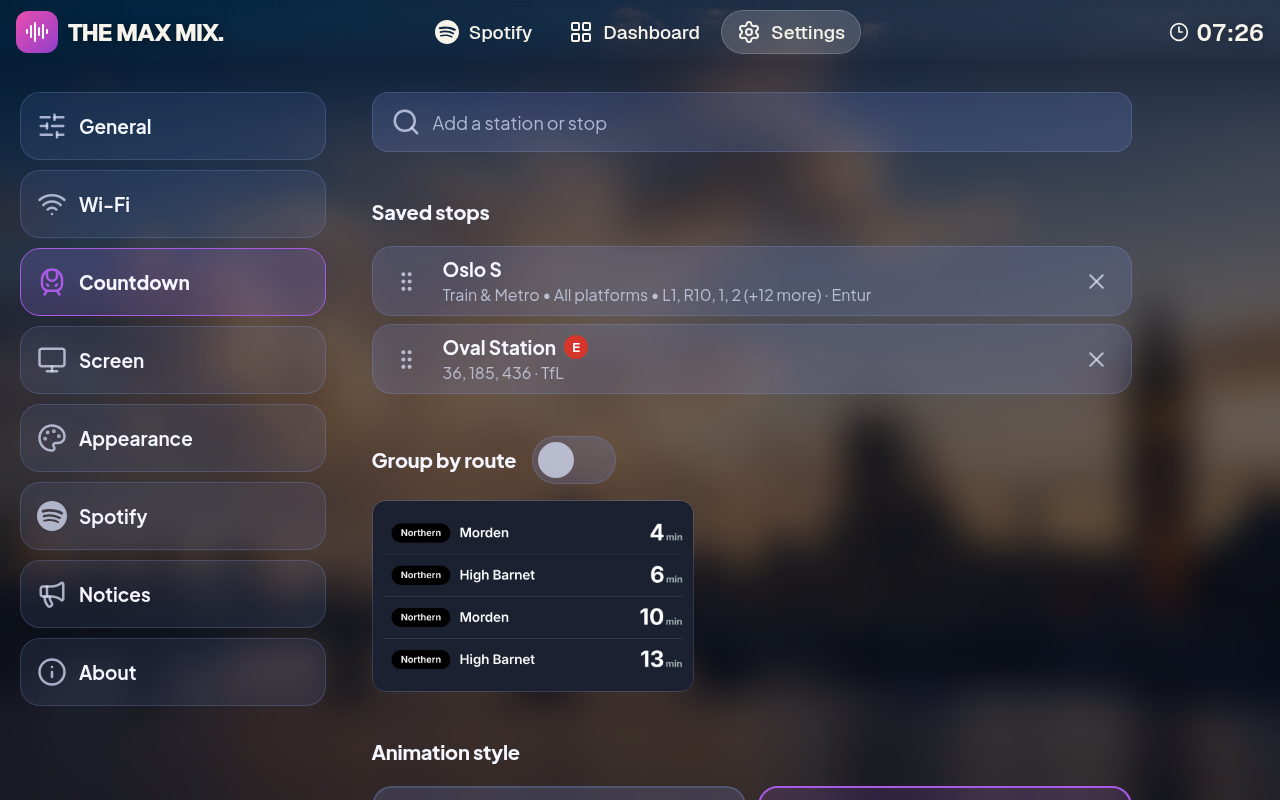 THE MAX MIX.
Spotify
Dashboard
Settings
07:26
General
Wi-Fi
Countdown
Screen
Appearance
Spotify
Notices
About
Add a station or stop
Saved stops
Oslo S
Train & Metro • All platforms • L1, R10, 1, 2 (+12 more) · Entur
Oval Station E
36, 185, 436 · TfL
Group by route
Northern Morden 4 min
Northern High Barnet 6 min
Northern Morden 10 min
Northern High Barnet 13 min
Animation style